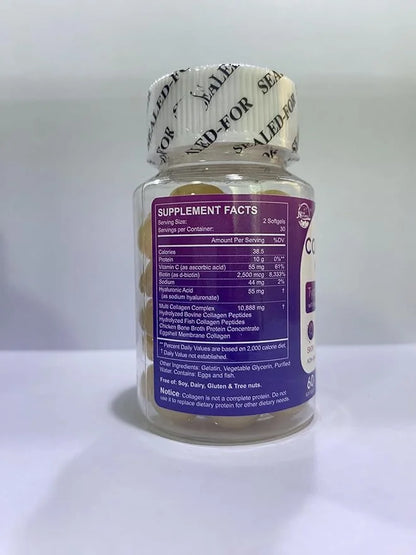 SEALED-FOR
SEALED-FOR
SEALED-FOR
SUPPLEMENT FACTS
Serving Size: 2 Softgels
Servings per Container: 30
Amount Per Serving %DV
Calories 38.5
Protein 10 g 0%**
Vitamin C (as ascorbic acid) 55 mg 61%
Biotin (as d-biotin) 2,500 mcg 8,333%
Sodium 44 mg 2%
Hyaluronic Acid 55 mg †
(as sodium hyaluronate)
Multi Collagen Complex 10,888 mg †
Hydrolyzed Bovine Collagen Peptides
Hydrolyzed Fish Collagen Peptides
Chicken Bone Broth Protein Concentrate
Eggshell Membrane Collagen
** Percent Daily Values are based on 2,000 calorie diet.
† Daily Value not established.
Other Ingredients: Gelatin, Vegetable Glycerin, Purified
Water. Contains: Eggs and fish.
Free of: Soy, Dairy, Gluten & Tree nuts.
Notice: Collagen is not a complete protein. Do not
use it to replace dietary protein for other dietary needs.
60